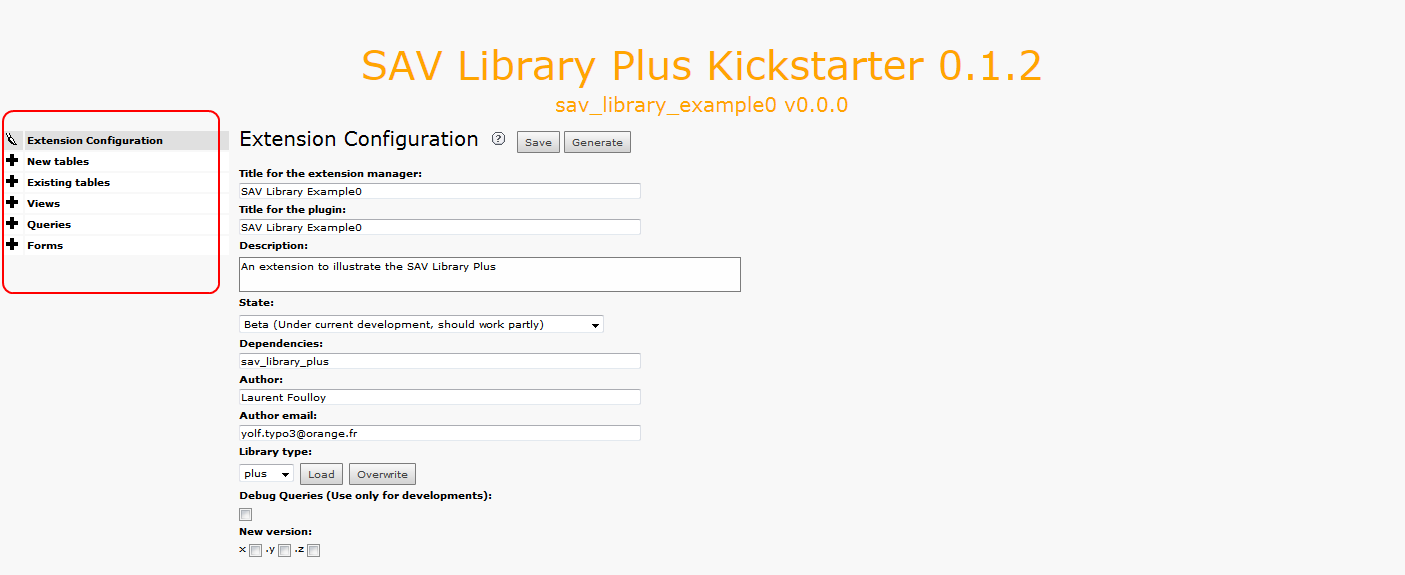 SAV Library Plus Kickstarter 0.1.2
sav_library_example0 v0.0.0
Extension Configuration
New tables
Existing tables
Views
Queries
Forms
Extension Configuration ? Save Generate
Title for the extension manager:
SAV Library Example0
Title for the plugin:
SAV Library Example0
Description:
An extension to illustrate the SAV Library Plus
State:
Beta (Under current development, should work partly)
Dependencies:
sav_library_plus
Author:
Laurent Foulloy
Author email:
yolf.typo3@orange.fr
Library type:
plus Load Overwrite
Debug Queries (Use only for developments):
New version:
x .y .z